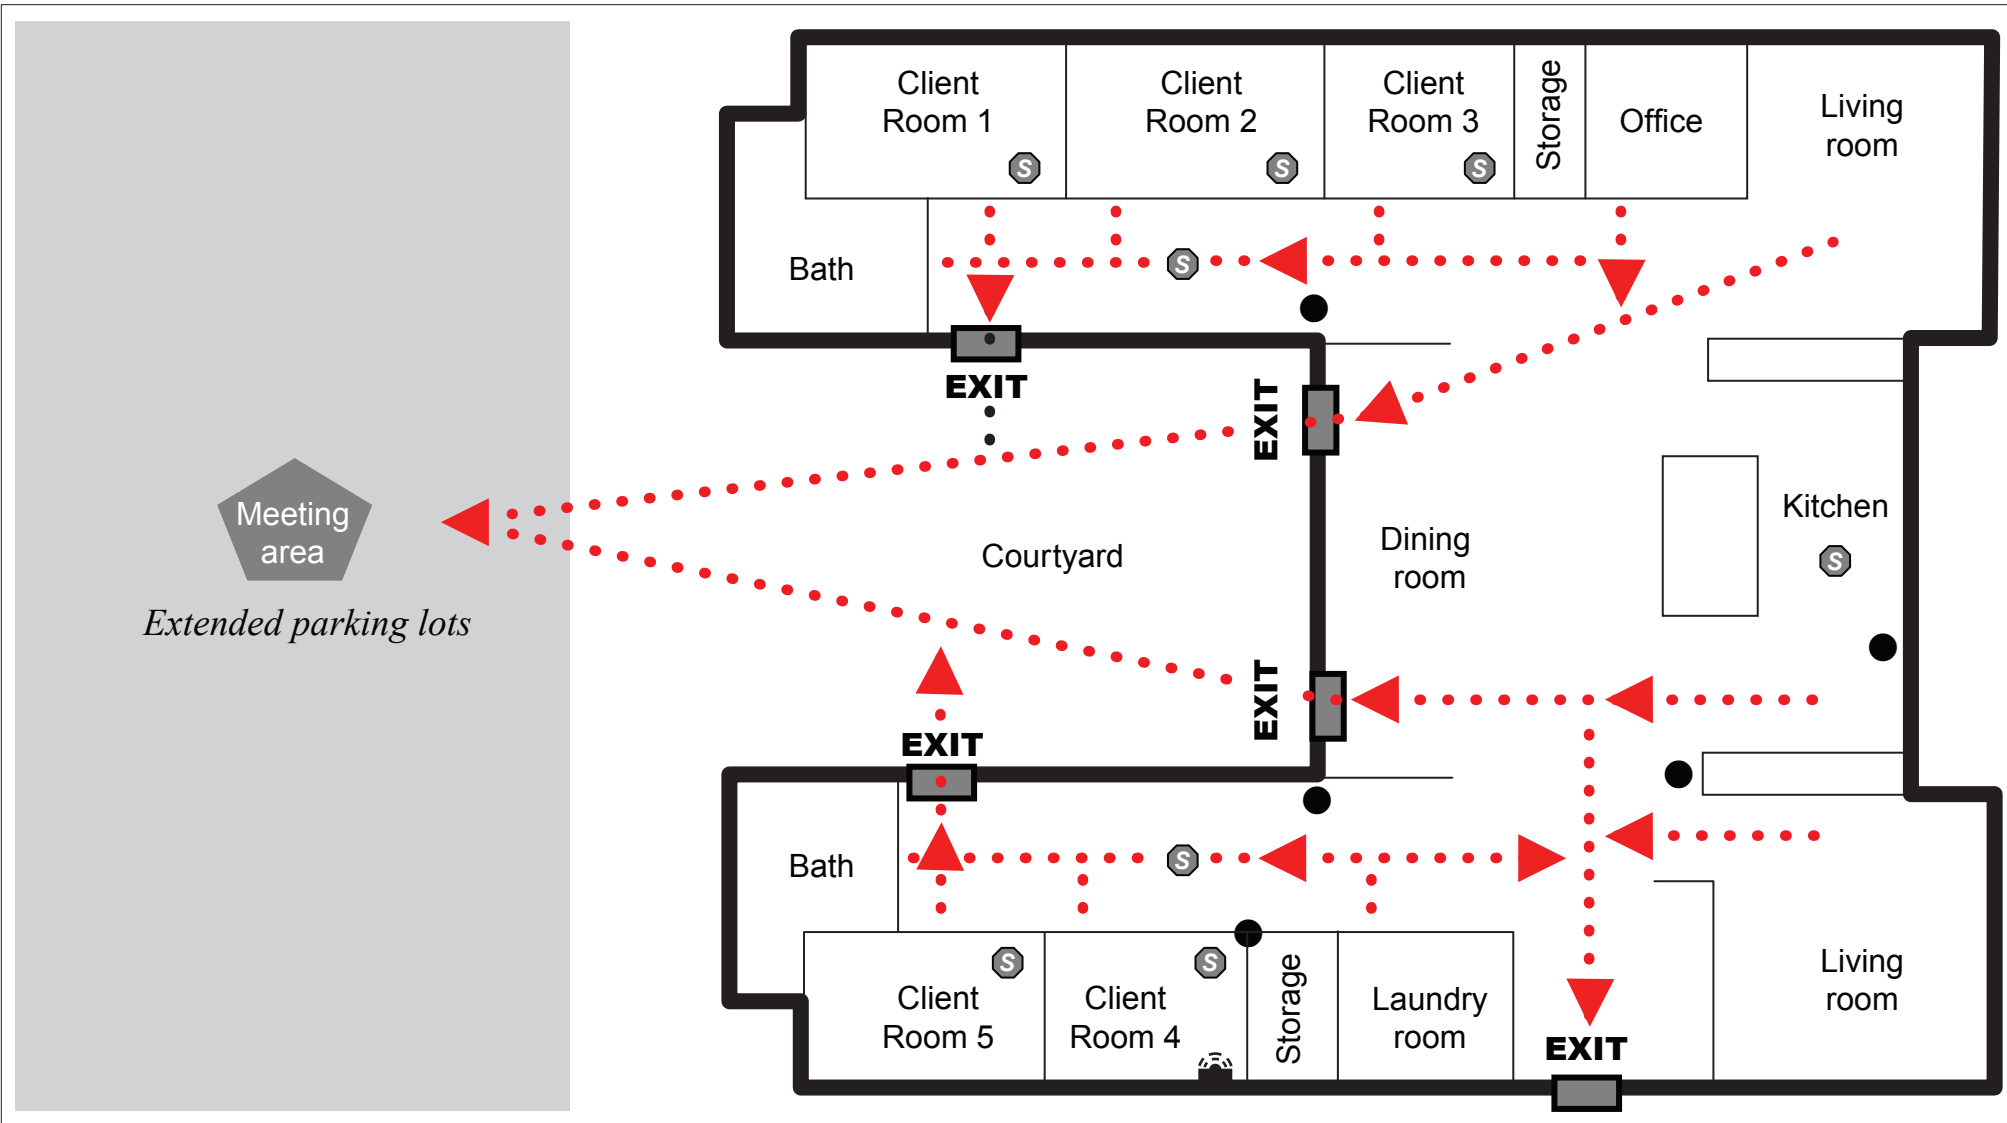 Client
Room 1
S
Client
Room 2
S
Client
Room 3
S
Storage
Office
Living
room
Bath
S
EXIT
EXIT
Meeting
area
Extended parking lots
Courtyard
Dining
room
Kitchen
S
EXIT
EXIT
Bath
S
S
Client
Room 5
S
Client
Room 4
Storage
Laundry
room
Living
room
EXIT